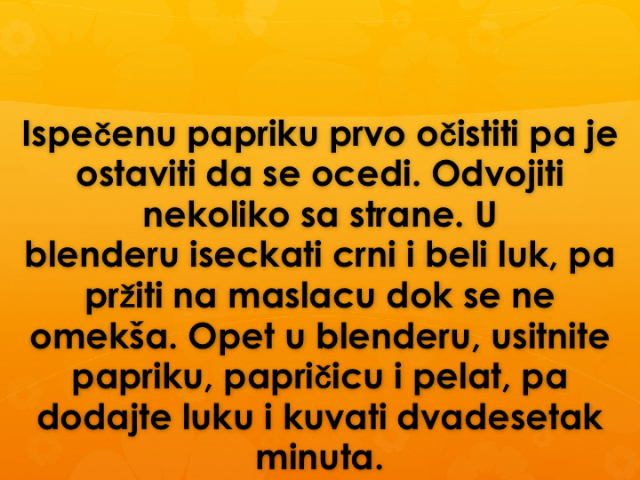 Ispečenu papriku prvo očistiti pa je
ostaviti da se ocedi. Odvojiti
nekoliko sa strane. U
blenderu iseckati crni i beli luk, pa
pržiti na maslacu dok se ne
omekša. Opet u blenderu, usitnite
papriku, papričicu i pelat, pa
dodajte luku i kuvati dvadesetak
minuta.